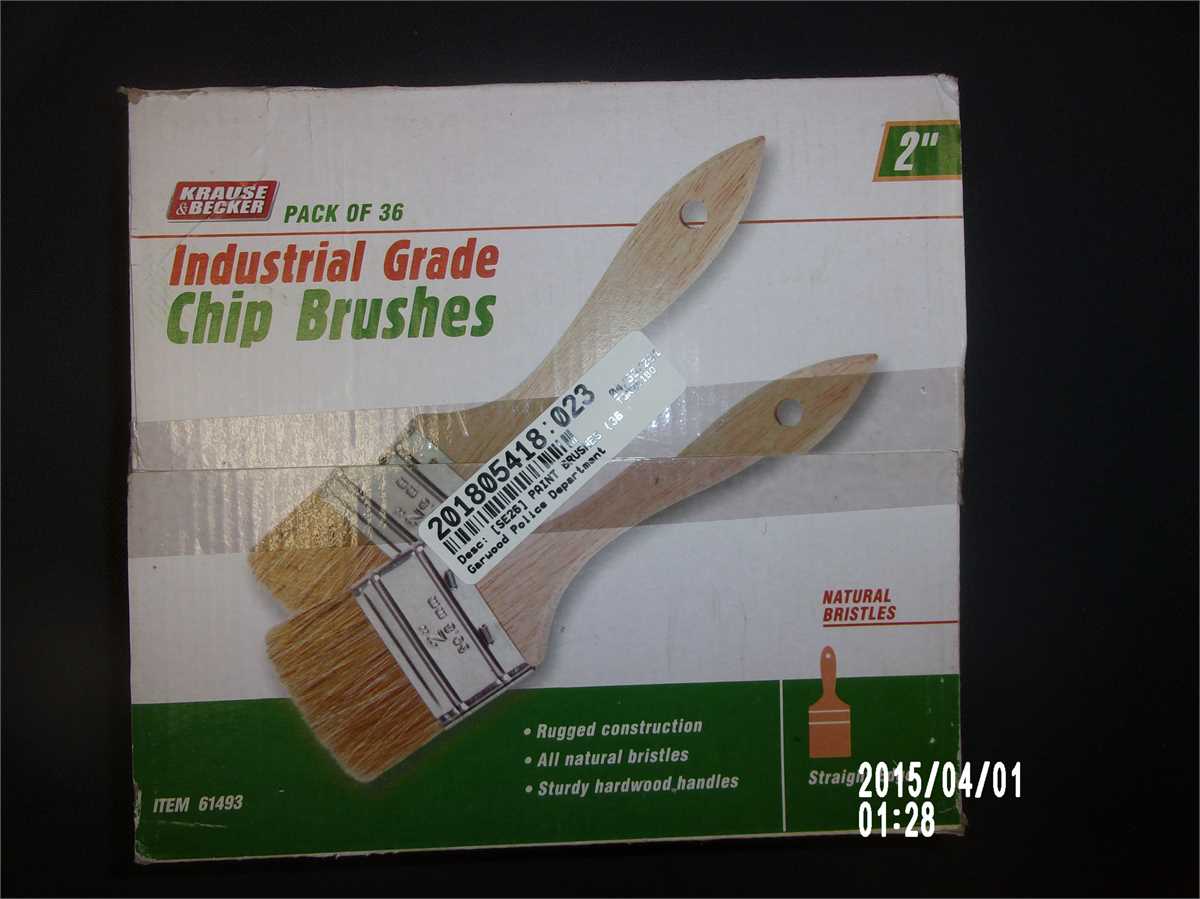 2"
KRAUSE
& BECKER
PACK OF 36
Industrial Grade
Chip Brushes
201805418:023
Desc: [SE26] PAINT BRUSHES (36
Garwood Police Department
NATURAL
BRISTLES
• Rugged construction
• All natural bristles
• Sturdy hardwood handles
Straight
ITEM 61493
2015/04/01
01:28